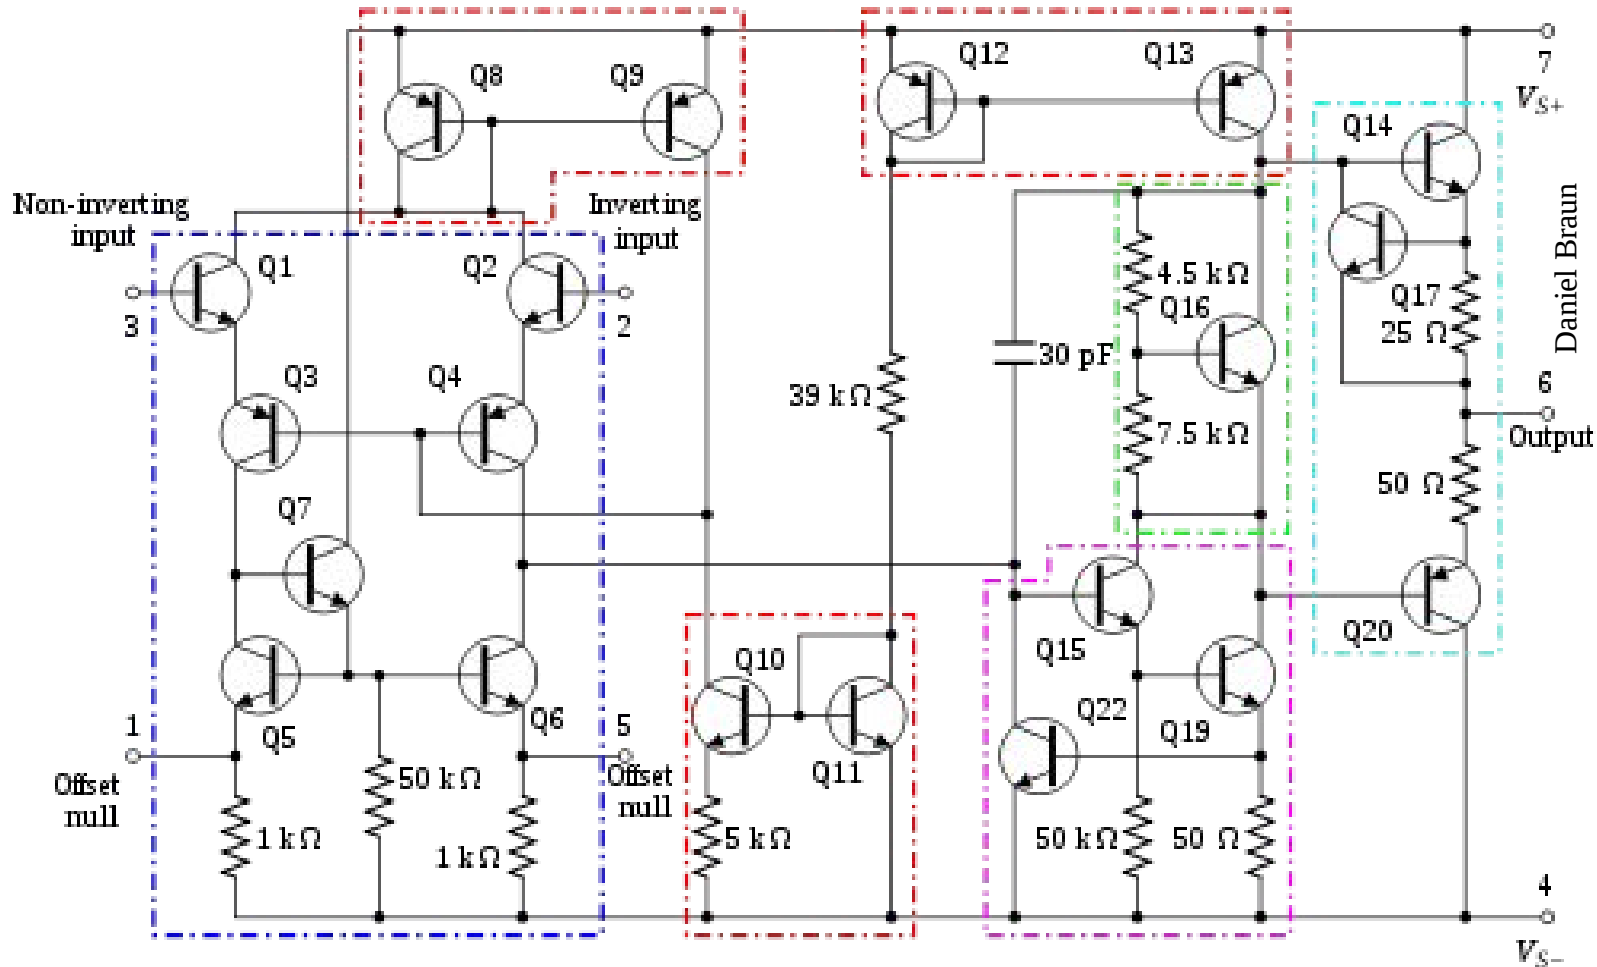 Q8
Q9
Q12
Q13
7
V_{S+}
Q14
Non-inverting
input
Inverting
input
Q1
Q2
3
2
4.5 kΩ
Q16
Q17
25 Ω
Daniel Braun
30 pF
Q3
Q4
39 kΩ
7.5 kΩ
6
Output
50 Ω
Q7
Q15
Q20
Q10
Q22
Q19
1
Q5
Q6
5
Offset
null
Offset
null
50 kΩ
Q11
1 kΩ
1 kΩ
5 kΩ
50 kΩ
50 Ω
4
V_{S−}